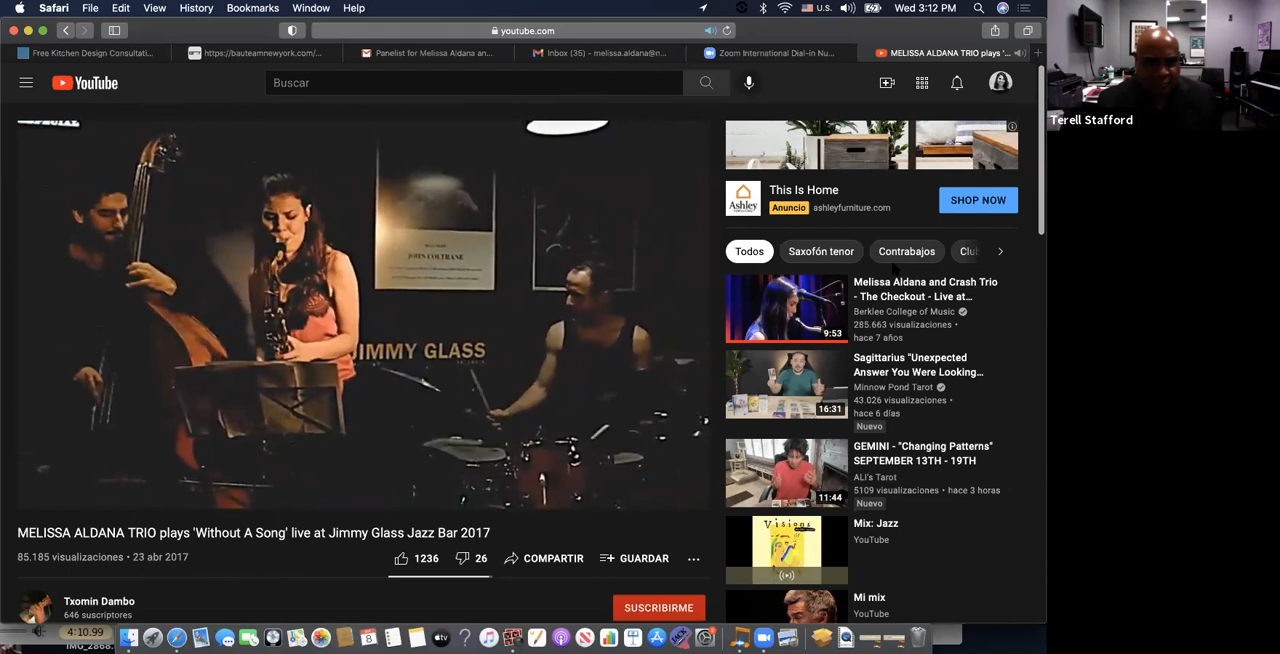 Safari File Edit View History Bookmarks Window Help
U.S. Wed 3:12 PM
youtube.com
Free Kitchen Design Consultati...
https://bauteamnewyork.com/...
Panelist for Melissa Aldana an...
Inbox (35) - melissa.aldana@n...
Zoom International Dial-in Nu...
MELISSA ALDANA TRIO plays '...
YouTube
Buscar
Terell Stafford
JOHN COLTRANE
JIMMY GLASS
This Is Home
Ashley
Anuncio ashleyfurniture.com
SHOP NOW
Todos
Saxofón tenor
Contrabajos
Melissa Aldana and Crash Trio
- The Checkout - Live at...
Berklee College of Music
285.663 visualizaciones •
hace 7 años
9:53
Sagittarius "Unexpected
Answer You Were Looking...
Minnow Pond Tarot
43.026 visualizaciones •
hace 6 días
Nuevo
16:31
GEMINI - "Changing Patterns"
SEPTEMBER 13TH - 19TH
ALI's Tarot
5109 visualizaciones • hace 3 horas
Nuevo
11:44
Visions
Mix: Jazz
YouTube
Mi mix
YouTube
MELISSA ALDANA TRIO plays 'Without A Song' live at Jimmy Glass Jazz Bar 2017
85.185 visualizaciones • 23 abr 2017
1236
26
COMPARTIR
GUARDAR
Txomin Dambo
646 suscriptores
SUSCRIBIRME
4:10.99
8
tv